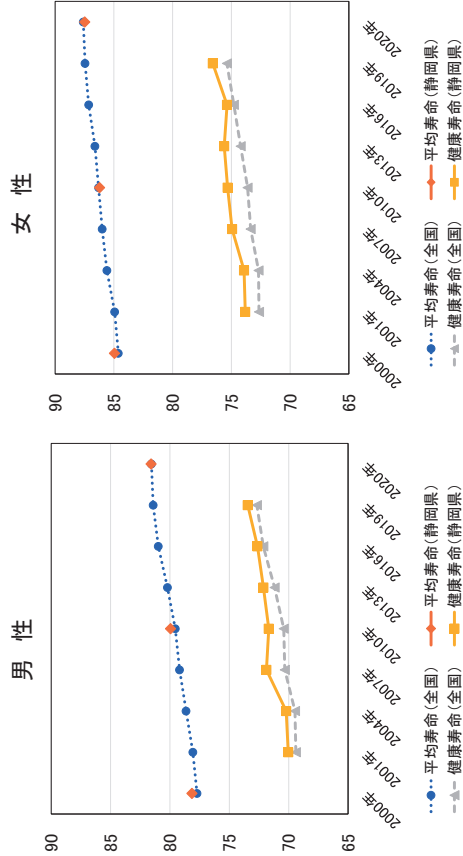 男 性
90
85
80
75
70
65
2000年
2001年
2004年
2007年
2010年
2013年
2016年
2019年
2020年
平均寿命(全国)
平均寿命(静岡県)
健康寿命(全国)
健康寿命(静岡県)
女 性
90
85
80
75
70
65
2000年
2001年
2004年
2007年
2010年
2013年
2016年
2019年
2020年
平均寿命(全国)
平均寿命(静岡県)
健康寿命(全国)
健康寿命(静岡県)